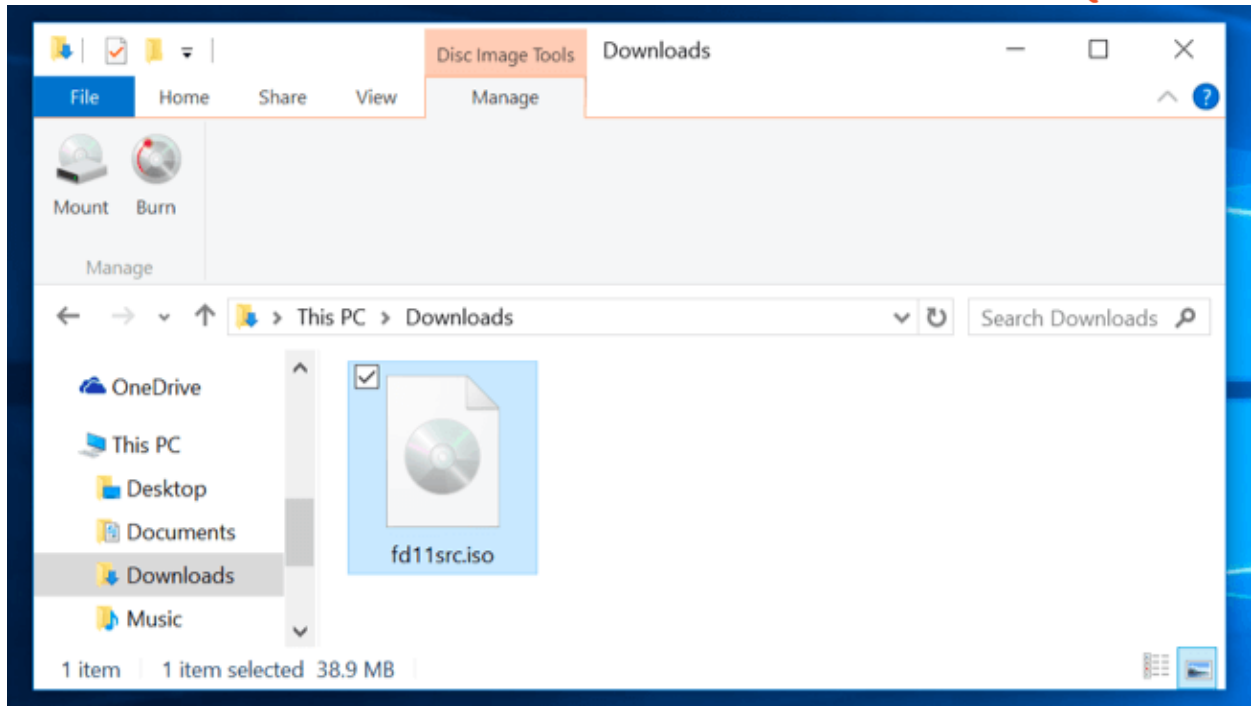 Disc Image Tools Downloads
File Home Share View Manage
Mount Burn
Manage
This PC > Downloads Search Downloads
OneDrive
This PC
Desktop
Documents
Downloads
Music
fd11src.iso
1 item 1 item selected 38.9 MB